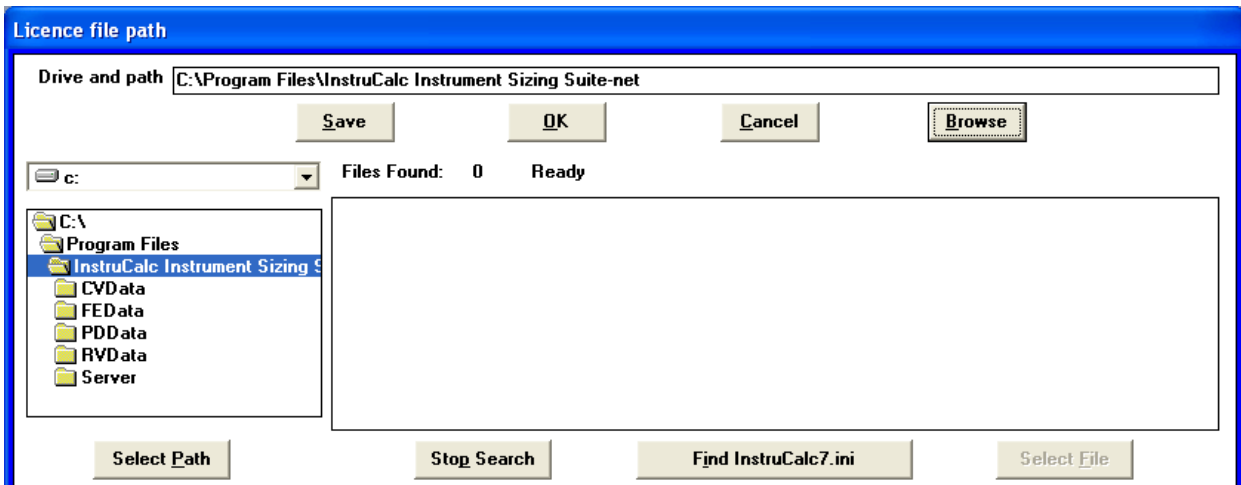 Licence file path
Drive and path C:\Program Files\InstruCalc Instrument Sizing Suite-net
Save OK Cancel Browse
c: Files Found: 0 Ready
C:\
Program Files
InstruCalc Instrument Sizing S
CVData
FEData
PDData
RVData
Server
Select Path Stop Search Find InstruCalc7.ini Select File